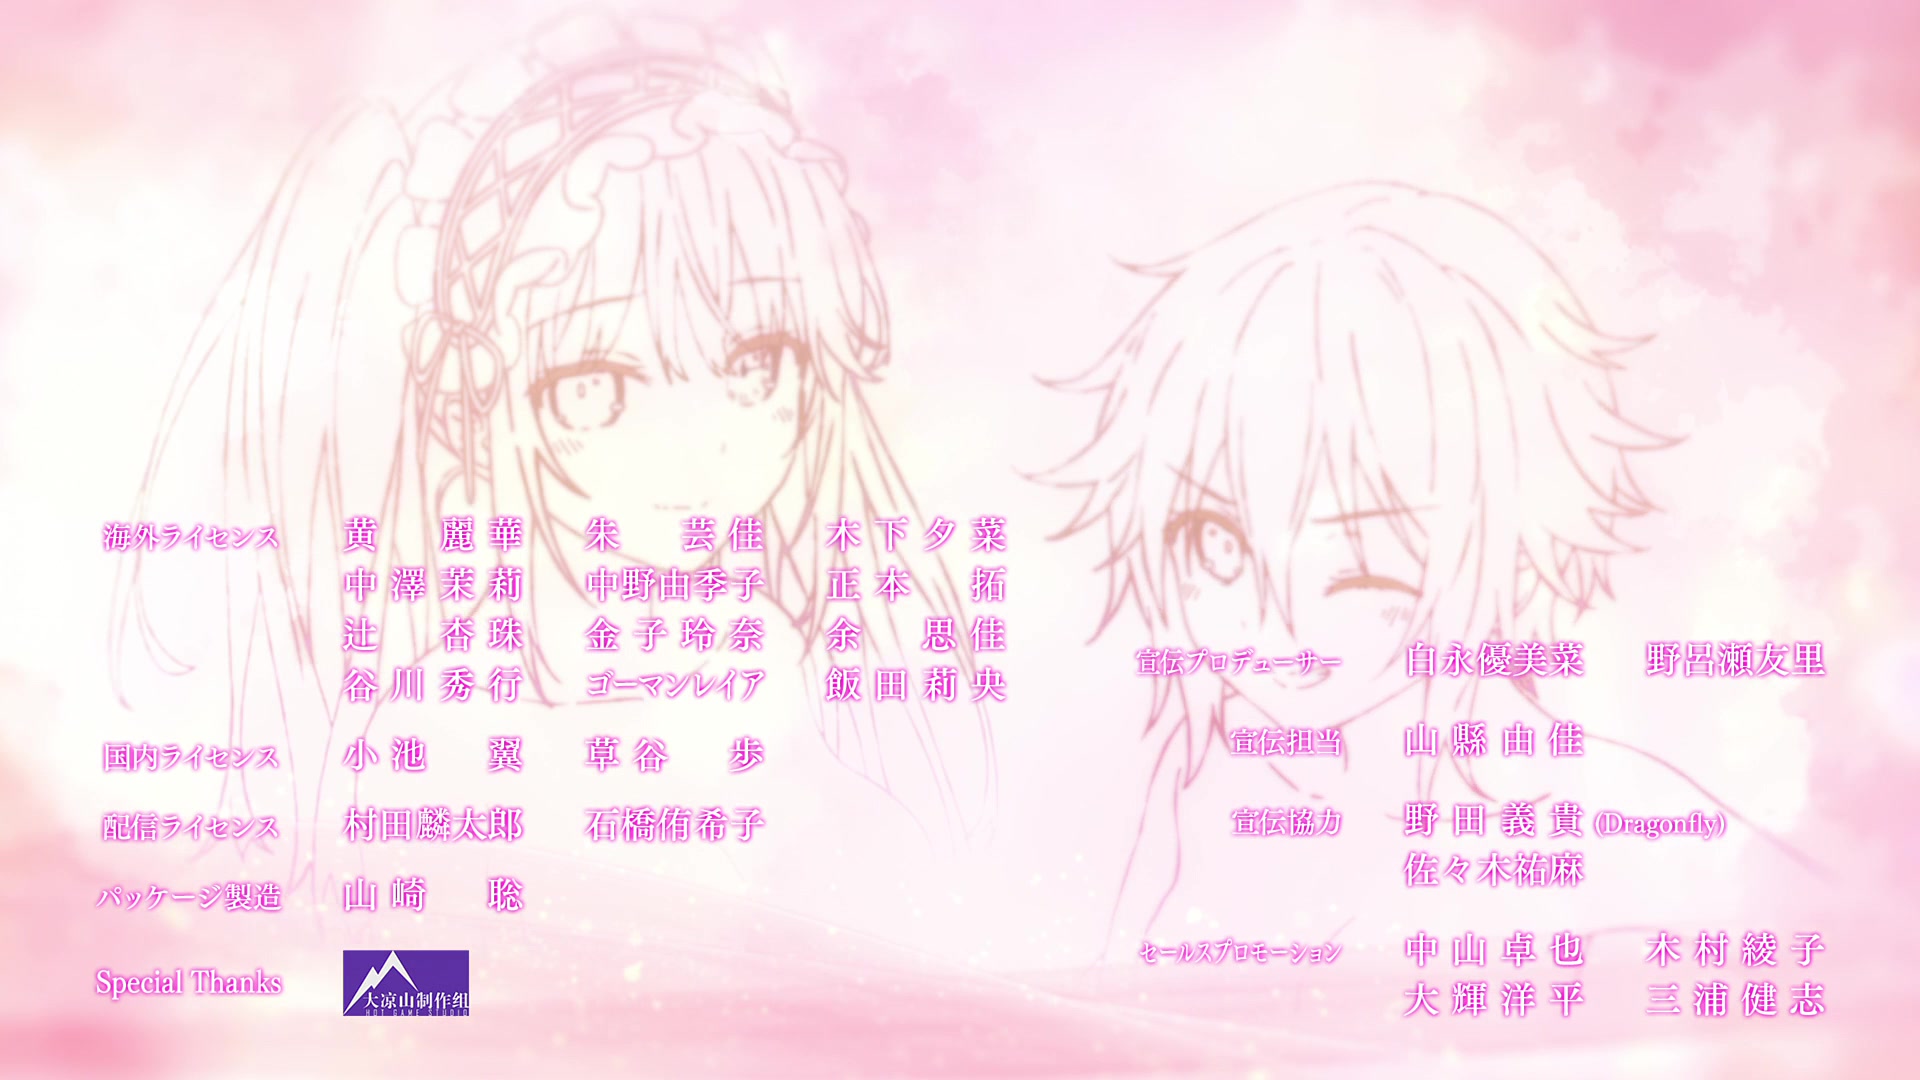 海外ライセンス 黄麗華 朱芸佳 木下夕菜
中澤茉莉 中野由季子 正本拓
辻杏珠 金子玲奈 余思佳
谷川秀行 ゴーマンレイア 飯田莉央
国内ライセンス 小池翼 草谷歩
配信ライセンス 村田麟太郎 石橋侑希子
パッケージ製造 山崎聡
Special Thanks 大凉山制作组
HOT GAME STUDIO
宣伝プロデューサー 白永優美菜 野呂瀬友里
宣伝担当 山縣由佳
宣伝協力 野田義貴 (Dragonfly)
佐々木祐麻
セールスプロモーション 中山卓也 木村綾子
大輝洋平 三浦健志